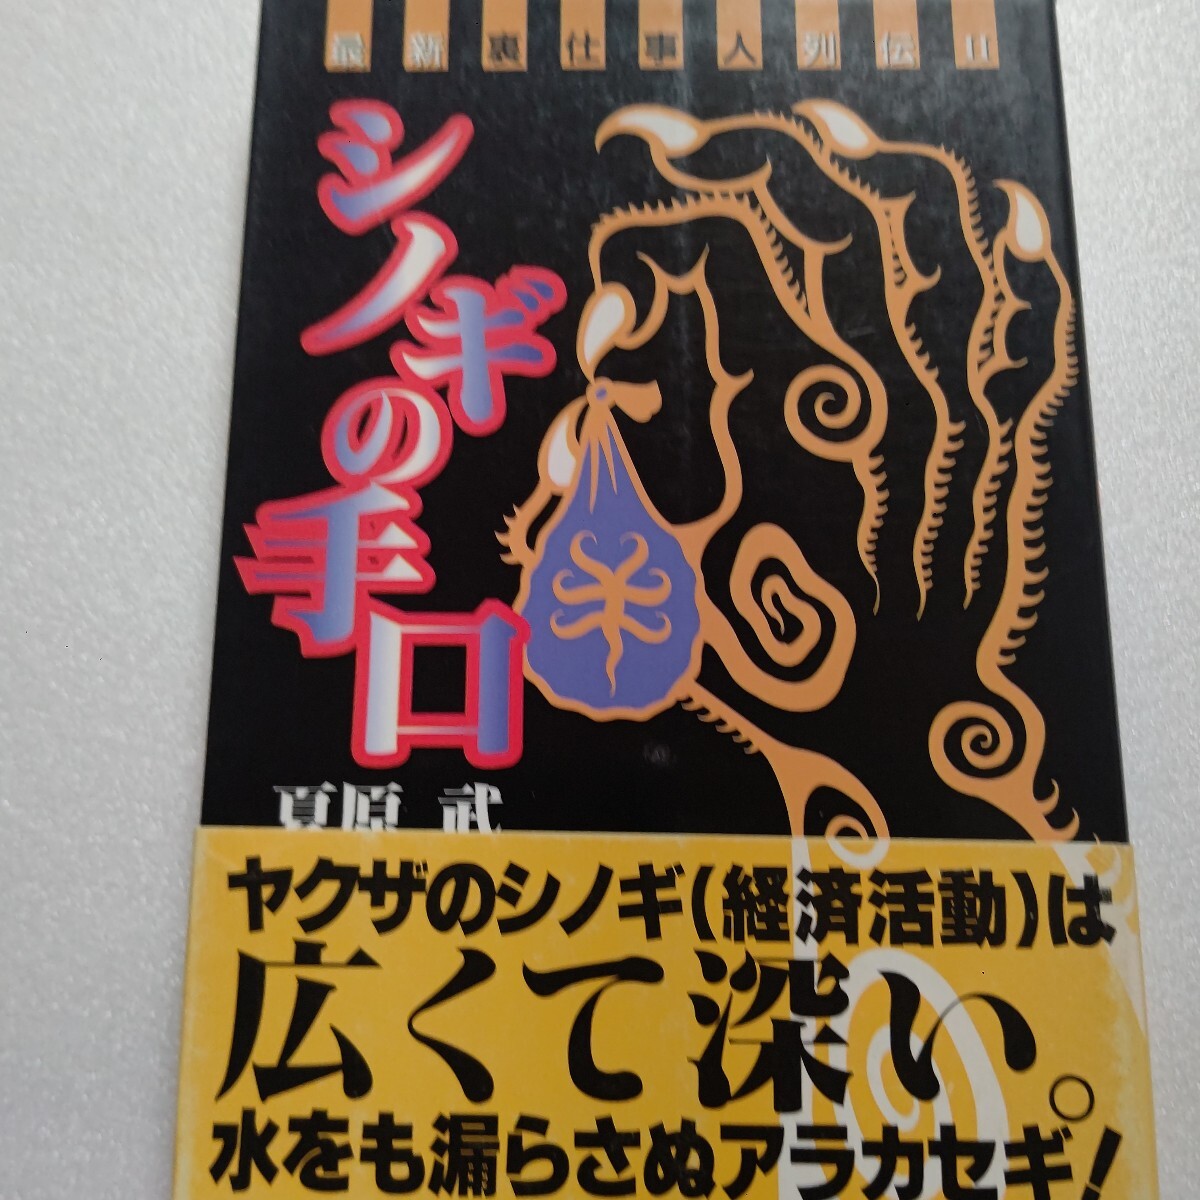 最新裏仕事人列伝II
シノギの手口
夏原 武
ヤクザのシノギ(経済活動)は
広くて深い。
水をも漏らさぬアラカセギ!